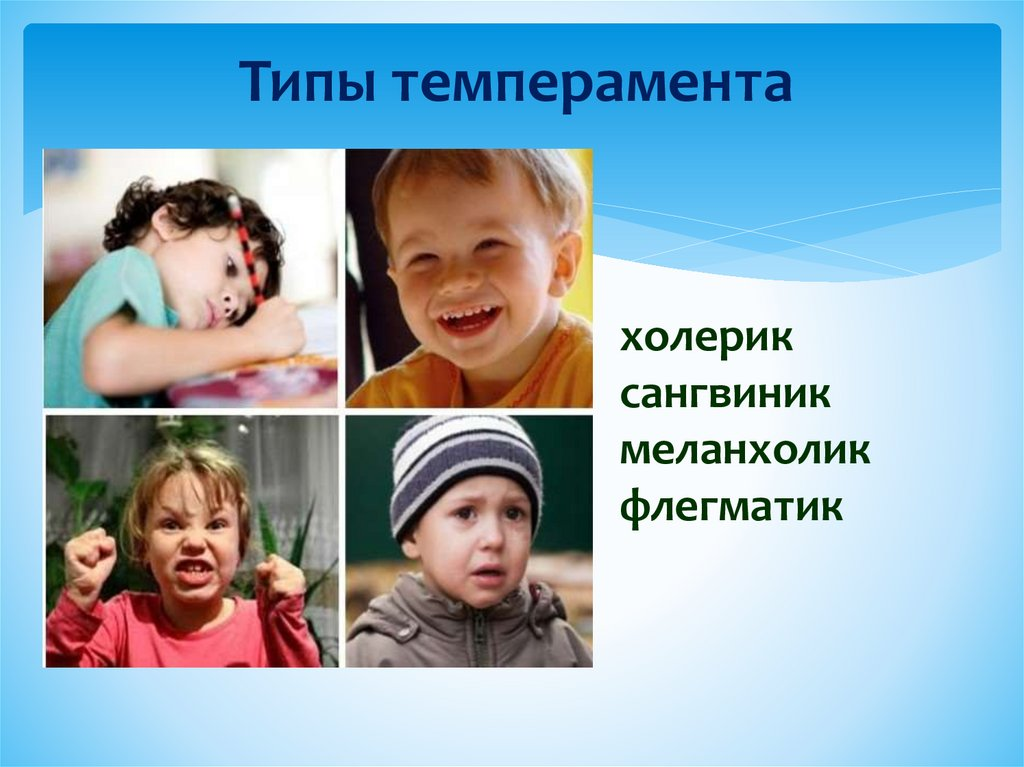 Типы темперамента
холерик
сангвиник
меланхолик
флегматик